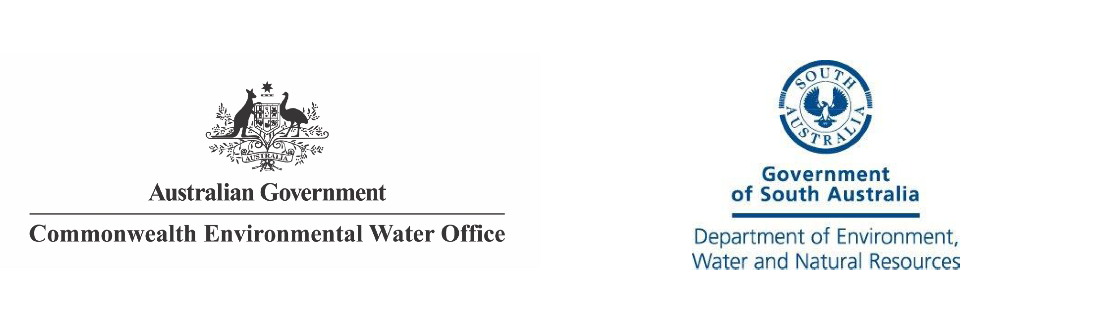 AUSTRALIA
Australian Government
Commonwealth Environmental Water Office
SOUTH
AUSTRALIA
Government
of South Australia
Department of Environment,
Water and Natural Resources